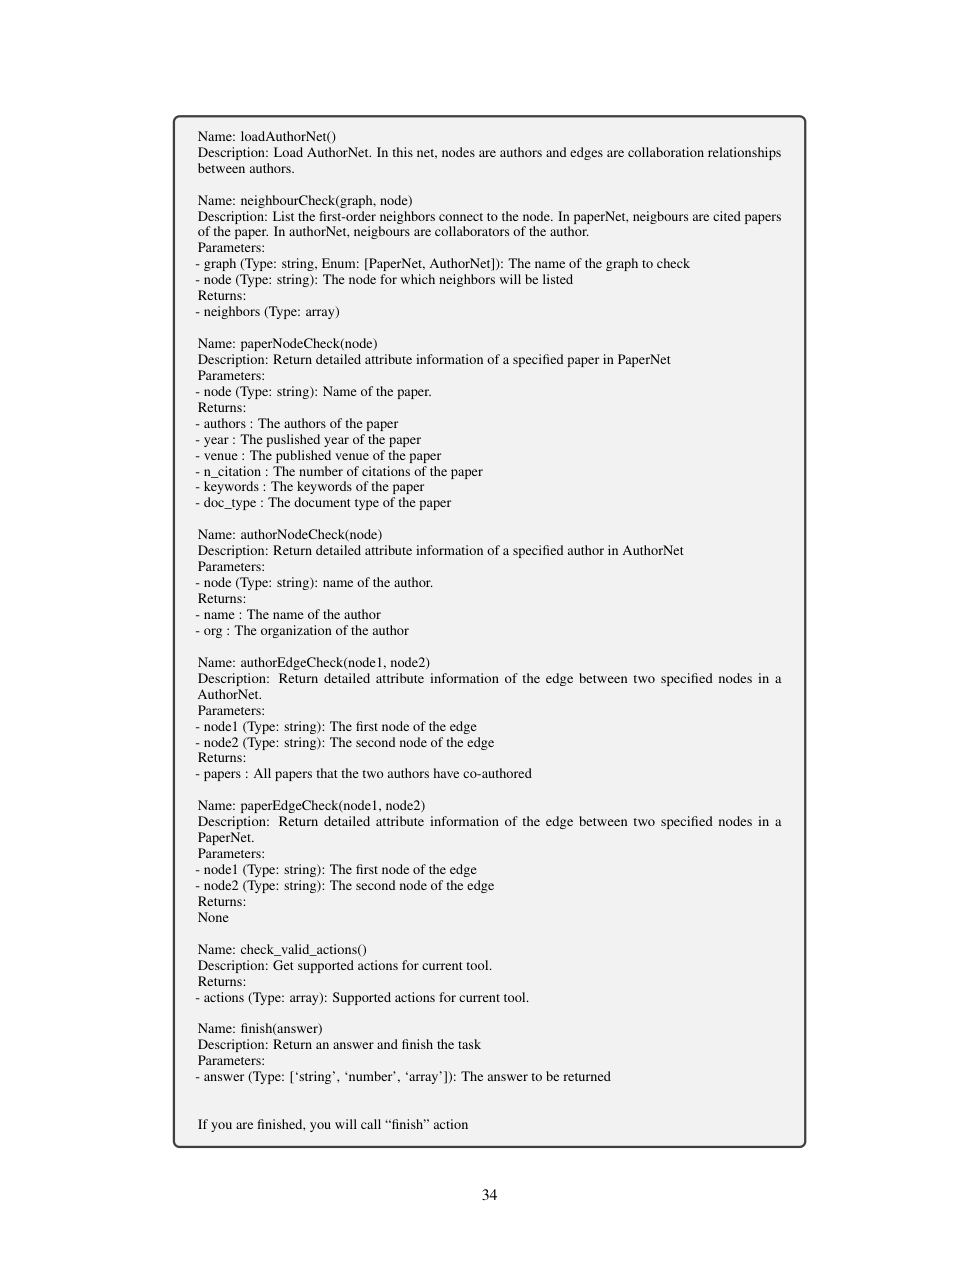 Name: loadAuthorNet()
Description: Load AuthorNet. In this net, nodes are authors and edges are collaboration relationships
between authors.
Name: neighbourCheck(graph, node)
Description: List the first-order neighbors connect to the node. In paperNet, neigbours are cited papers
of the paper. In authorNet, neigbours are collaborators of the author.
Parameters:
- graph (Type: string, Enum: [PaperNet, AuthorNet]): The name of the graph to check
- node (Type: string): The node for which neighbors will be listed
Returns:
- neighbors (Type: array)
Name: paperNodeCheck(node)
Description: Return detailed attribute information of a specified paper in PaperNet
Parameters:
- node (Type: string): Name of the paper.
Returns:
- authors : The authors of the paper
- year : The puslished year of the paper
- venue : The published venue of the paper
- n_citation : The number of citations of the paper
- keywords : The keywords of the paper
- doc_type : The document type of the paper
Name: authorNodeCheck(node)
Description: Return detailed attribute information of a specified author in AuthorNet
Parameters:
- node (Type: string): name of the author.
Returns:
- name : The name of the author
- org : The organization of the author
Name: authorEdgeCheck(node1, node2)
Description: Return detailed attribute information of the edge between two specified nodes in a
AuthorNet.
Parameters:
- node1 (Type: string): The first node of the edge
- node2 (Type: string): The second node of the edge
Returns:
- papers : All papers that the two authors have co-authored
Name: paperEdgeCheck(node1, node2)
Description: Return detailed attribute information of the edge between two specified nodes in a
PaperNet.
Parameters:
- node1 (Type: string): The first node of the edge
- node2 (Type: string): The second node of the edge
Returns:
None
Name: check_valid_actions()
Description: Get supported actions for current tool.
Returns:
- actions (Type: array): Supported actions for current tool.
Name: finish(answer)
Description: Return an answer and finish the task
Parameters:
- answer (Type: [‘string’, ‘number’, ‘array’]): The answer to be returned
If you are finished, you will call “finish” action
34